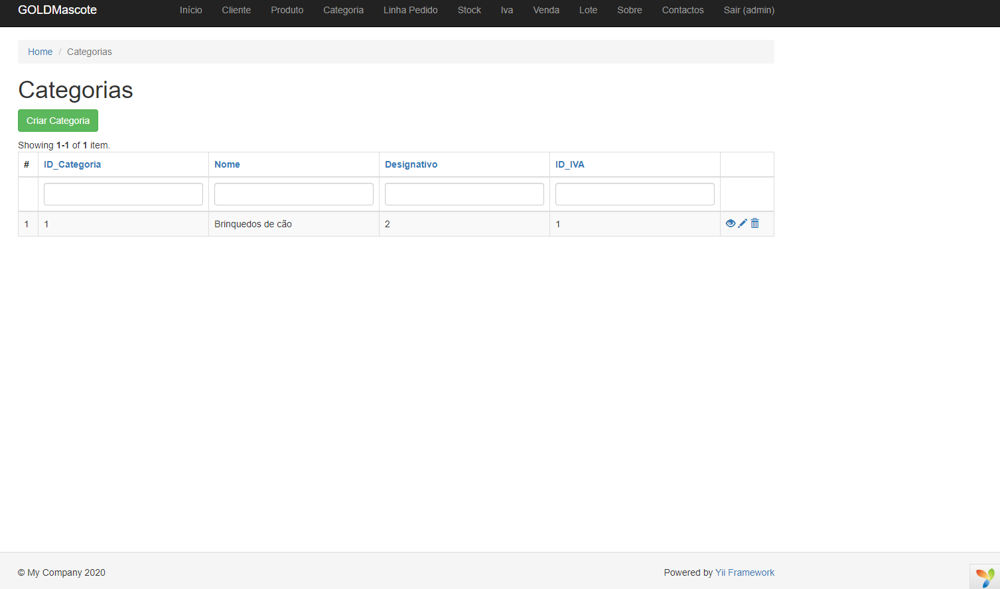 GOLDMascote Início Cliente Produto Categoria Linha Pedido Stock Iva Venda Lote Sobre Contactos Sair (admin)
Home / Categorias
Categorias
Criar Categoria
Showing 1-1 of 1 item.
# ID_Categoria Nome Designativo ID_IVA
1 1 Brinquedos de cão 2 1
© My Company 2020 Powered by Yii Framework